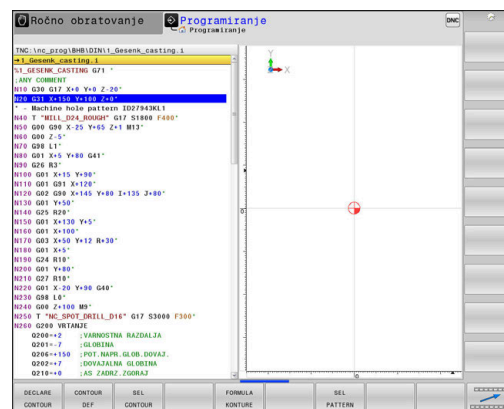 Ročno obratovanje
Programiranje
Programiranje
DNC
TNC:\nc_prog\BHB\DIN\1_Gesenk_casting.i
→1_Gesenk_casting.i
%1_GESENK_CASTING G71 *
;ANY COMMENT
N10 G30 G17 X+0 Y+0 Z-20*
N20 G31 X+150 Y+100 Z+0*
* - Machine hole pattern ID27943KL1
N40 T "MILL_D24_ROUGH" G17 S1800 F400*
N50 G00 G90 X-25 Y+65 Z+1 M13*
N60 G00 Z-5*
N70 G98 L1*
N80 G01 X+5 Y+80 G41*
N90 G26 R3*
N100 G01 X+15 Y+90*
N110 G01 G91 X+120*
N120 G02 G90 X+145 Y+80 I+135 J+80*
N130 G01 Y+50*
N140 G25 R20*
N150 G01 X+130 Y+5*
N160 G01 X+100*
N170 G03 X+50 Y+12 R+30*
N180 G01 X+5*
N190 G24 R10*
N200 G01 Y+80*
N210 G27 R10*
N220 G01 X-20 Y+90 G40*
N230 G98 L0*
N240 G00 Z+100 M9*
N250 T "NC_SPOT_DRILL_D16" G17 S3000 F300*
N260 G200 VRTANJE
Q200=+2 ;VARNOSTNA RAZDALJA
Q201=-7 ;GLOBINA
Q206=+150 ;POT.NAPR.GLOB.DOVAJ.
Q202=+7 ;DOVAJALNA GLOBINA
Q210=+0 ;AS ZADRZ.ZGORAJ
Y
X
0
0
DECLARE
CONTOUR
CONTOUR
DEF
SEL
CONTOUR
FORMULA
KONTURE
SEL
PATTERN